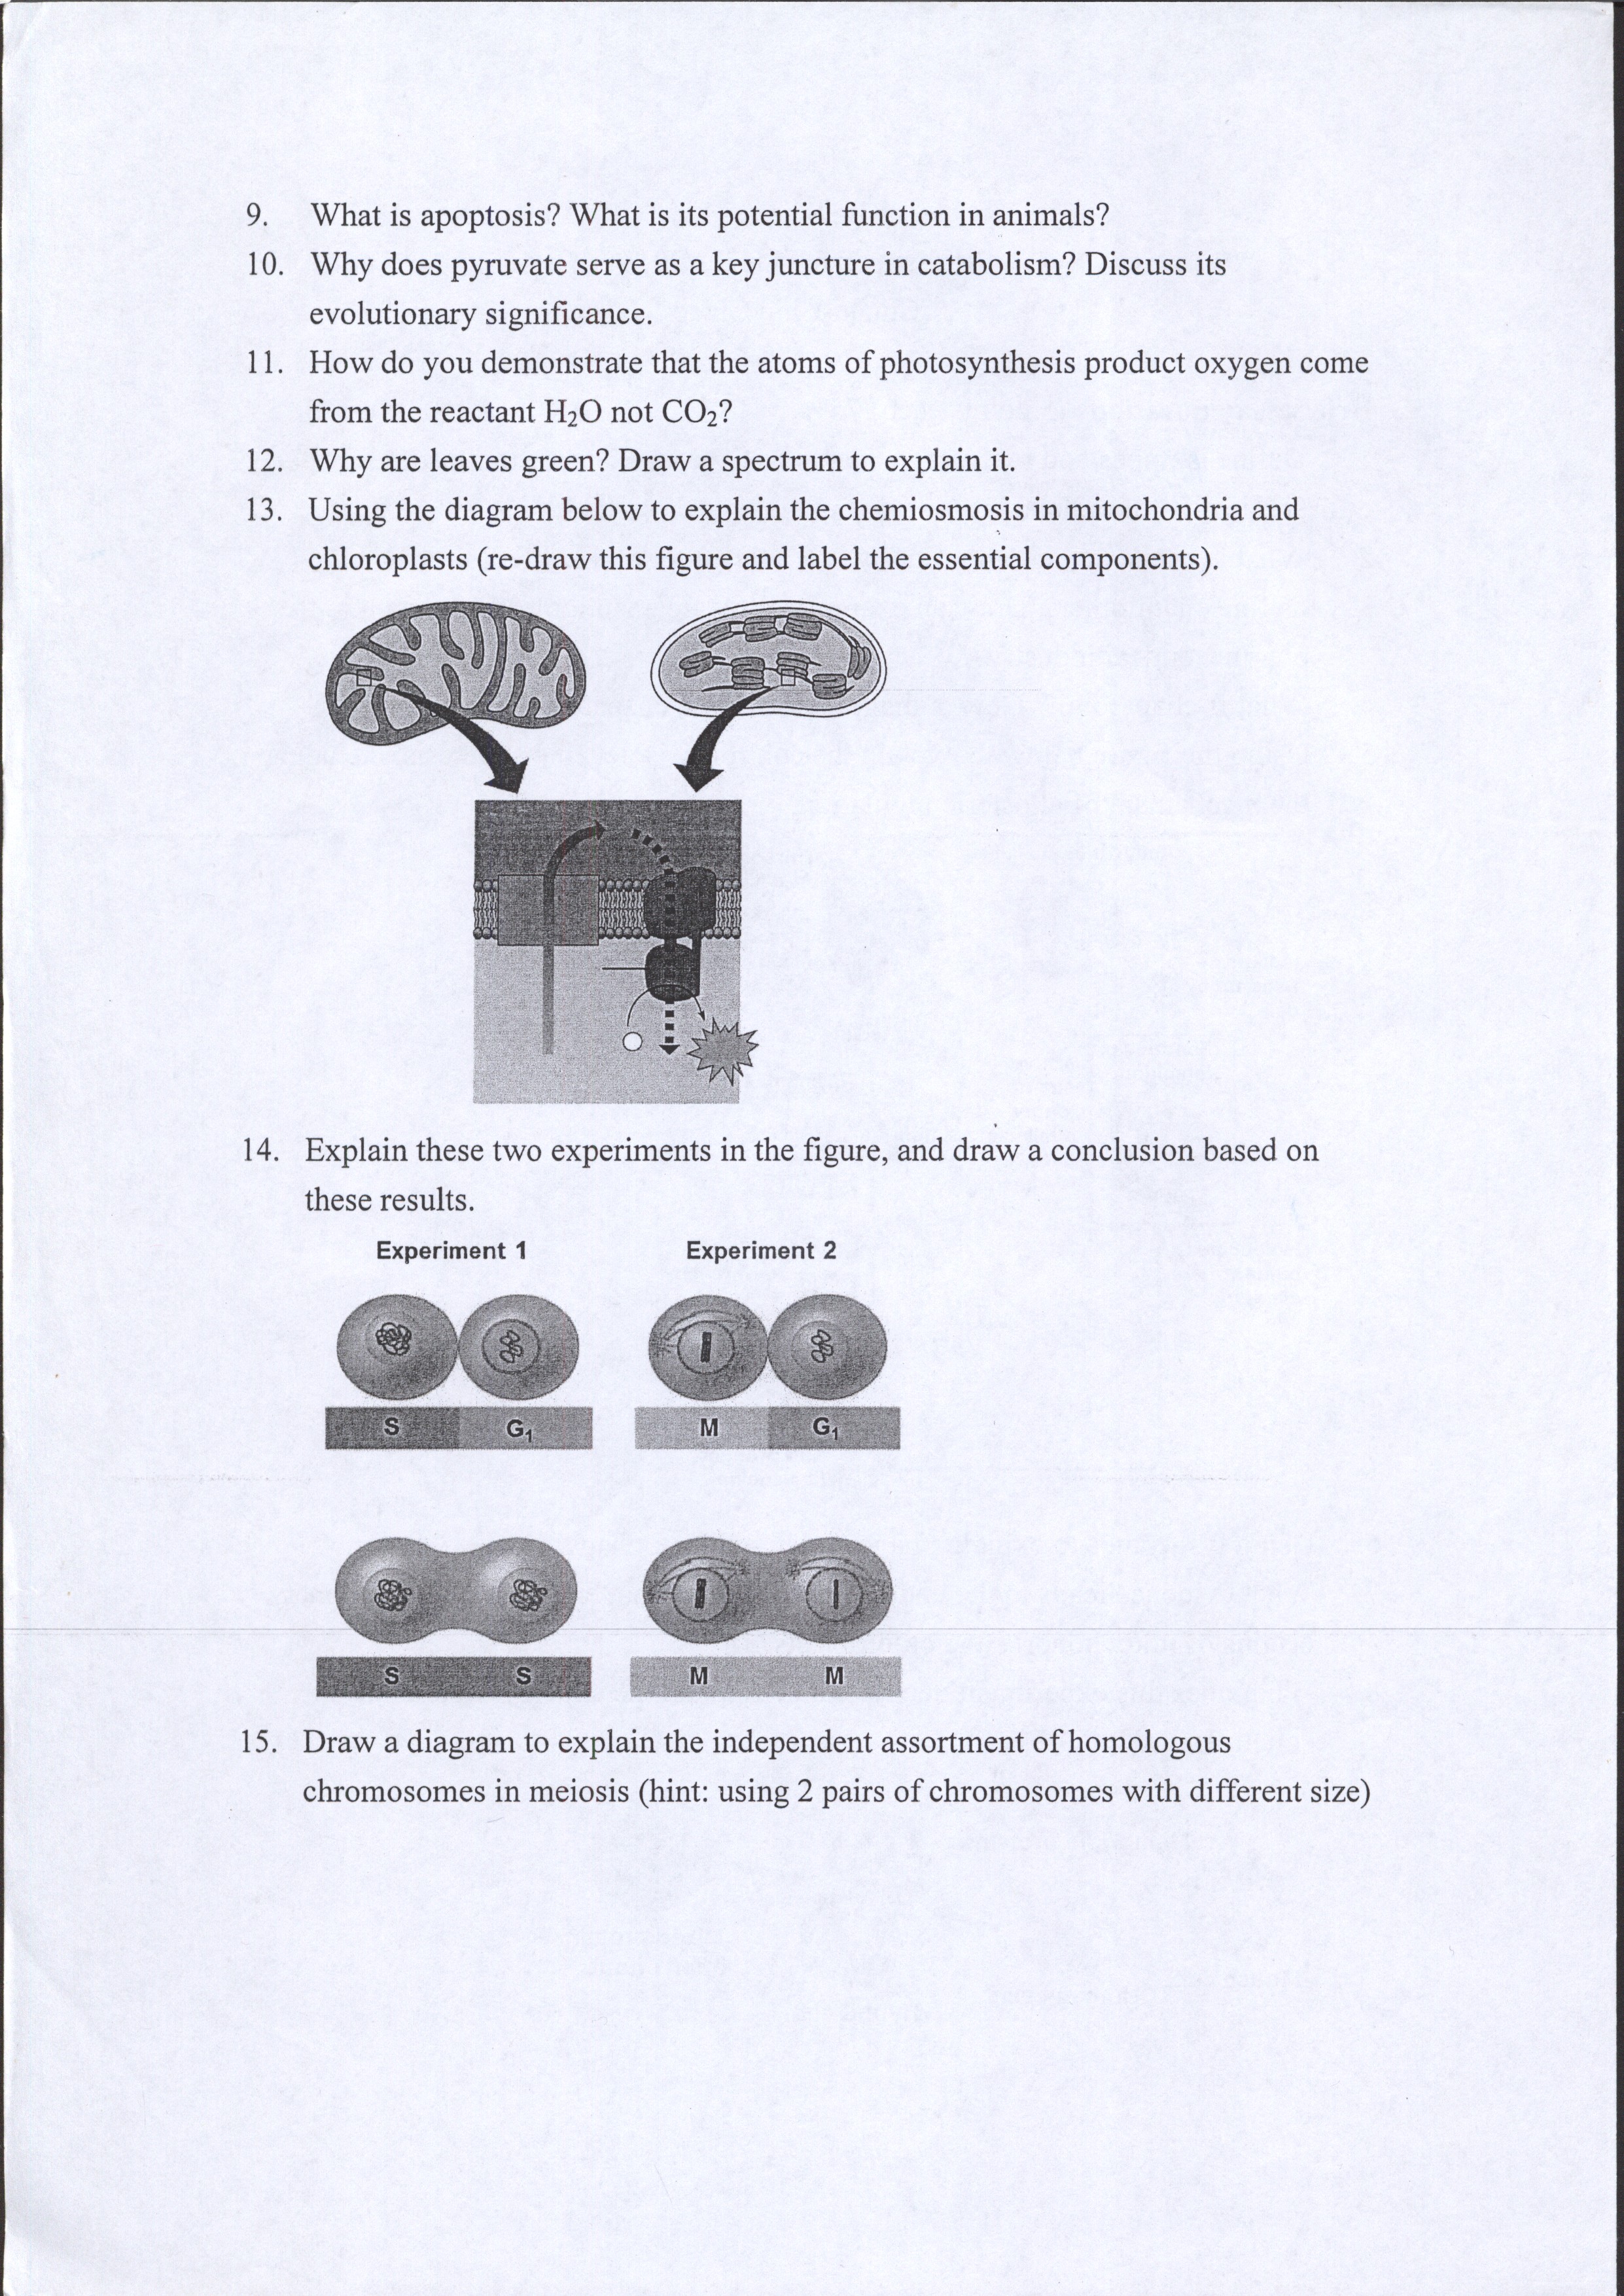 9. What is apoptosis? What is its potential function in animals?
10. Why does pyruvate serve as a key juncture in catabolism? Discuss its
evolutionary significance.
11. How do you demonstrate that the atoms of photosynthesis product oxygen come
from the reactant H₂O not CO₂?
12. Why are leaves green? Draw a spectrum to explain it.
13. Using the diagram below to explain the chemiosmosis in mitochondria and
chloroplasts (re-draw this figure and label the essential components).
14. Explain these two experiments in the figure, and draw a conclusion based on
these results.
Experiment 1 Experiment 2
S G₁ M G₁
S S M M
15. Draw a diagram to explain the independent assortment of homologous
chromosomes in meiosis (hint: using 2 pairs of chromosomes with different size)